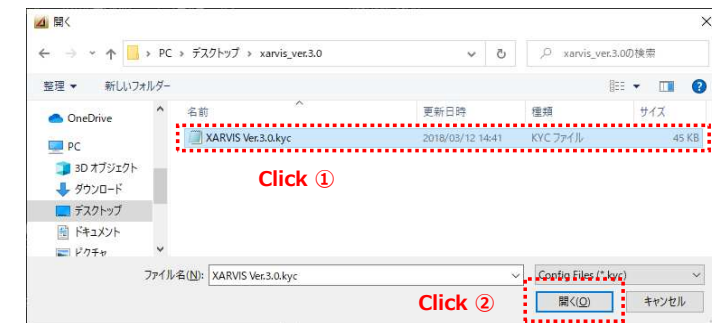 開く
PC › デスクトップ › xarvis_ver.3.0
xarvis_ver.3.0の検索
整理 新しいフォルダー
名前 更新日時 種類 サイズ
OneDrive
XARVIS Ver.3.0.kyc 2018/03/12 14:41 KYC ファイル 45 KB
PC
3D オブジェクト
Click ①
ダウンロード
デスクトップ
ドキュメント
ピクチャ
ファイル名(N): XARVIS Ver.3.0.kyc Config Files (*.kyc)
Click ② 開く(O) キャンセル